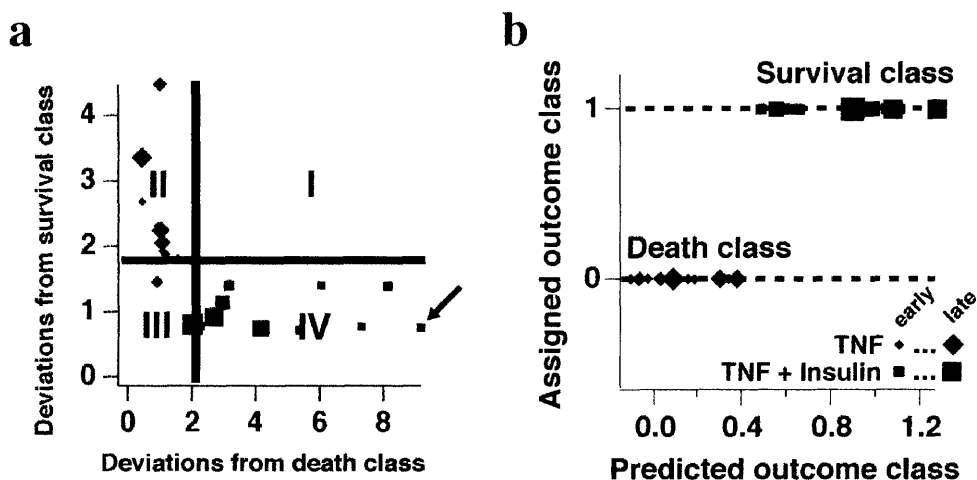 a
Deviations from survival class
4
3
2
1
0
II
I
III
IV
0 2 4 6 8
Deviations from death class
b
Assigned outcome class
1
0
Survival class
Death class
early
late
TNF ...
TNF + Insulin ...
0.0 0.4 0.8 1.2
Predicted outcome class